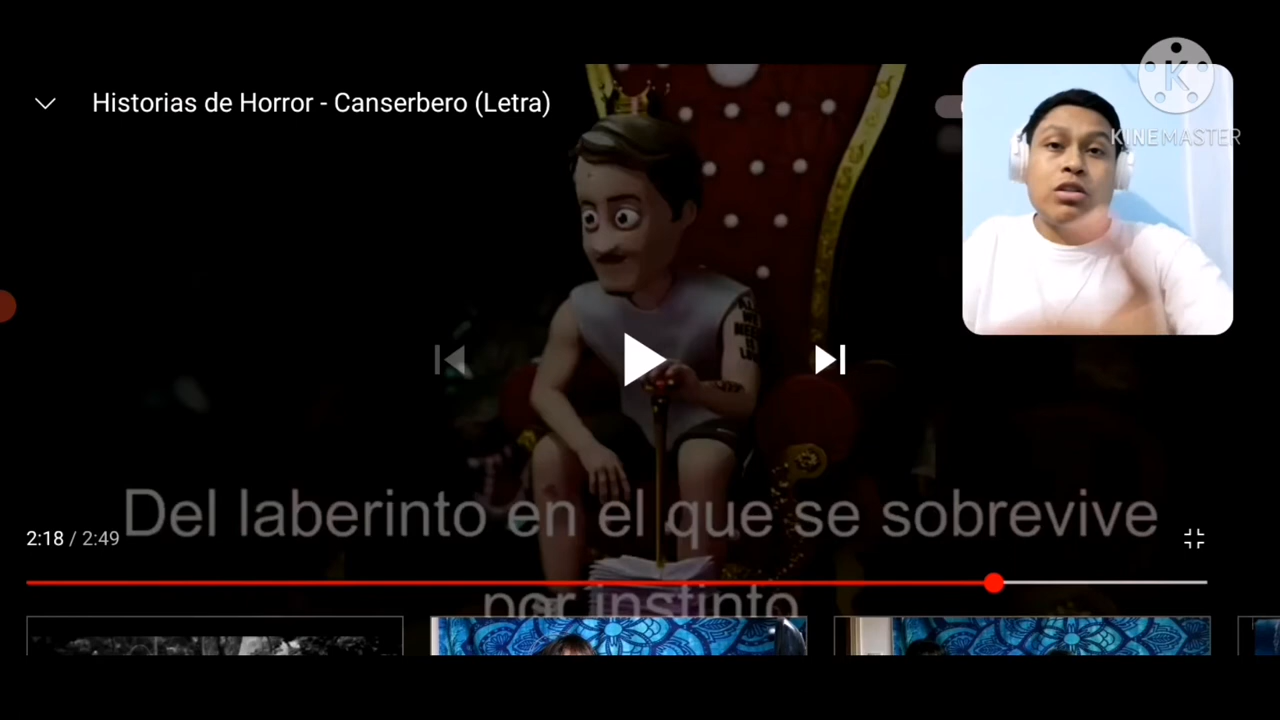 Historias de Horror - Canserbero (Letra)
KINEMASTER
Del laberinto en el que se sobrevive
2:18 / 2:49
por instinto